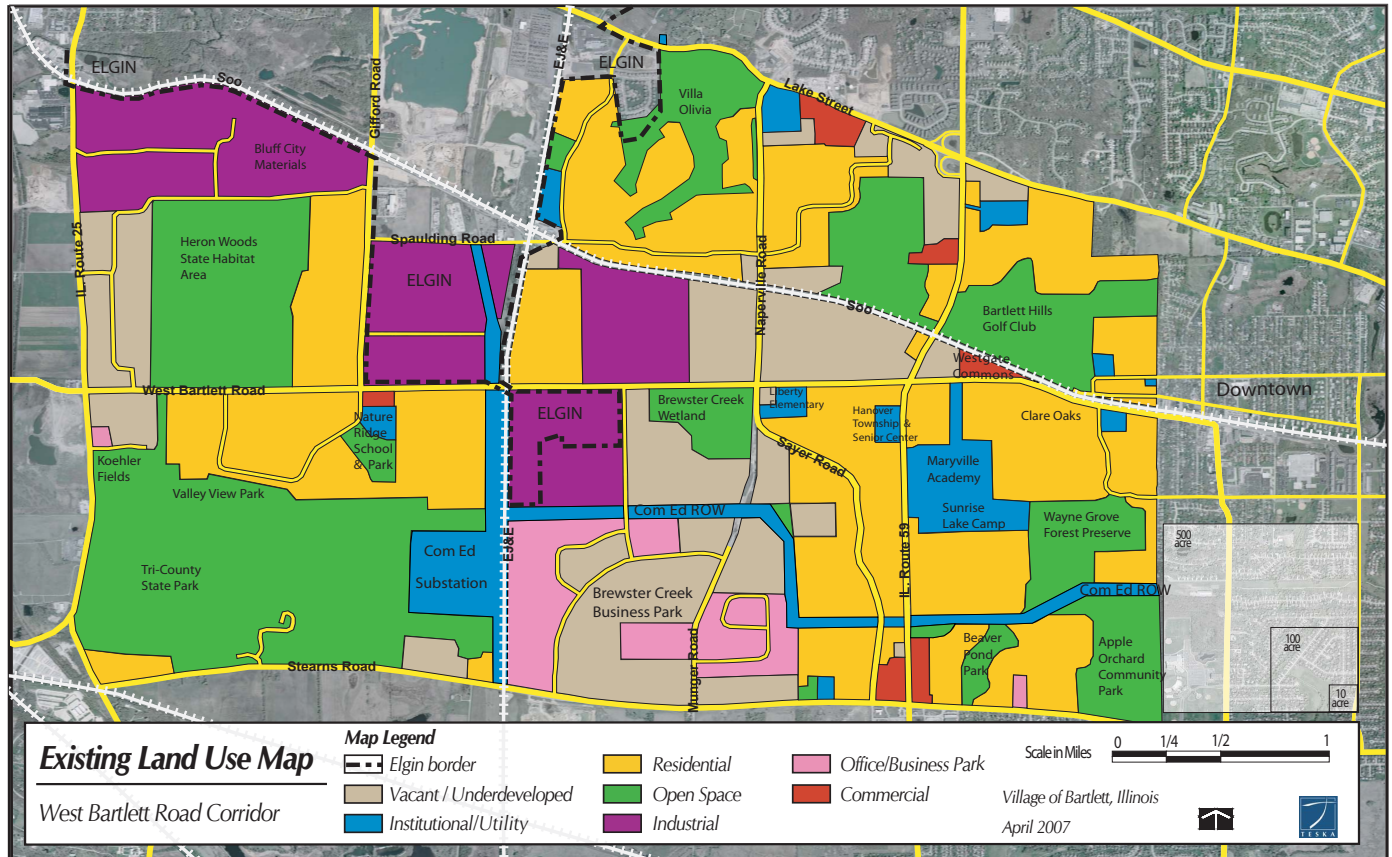 ELGIN
Soo
Gifford Road
EJ&E
ELGIN
Villa
Olivia
Lake Street
Bluff City
Materials
IL. Route 25
Heron Woods
State Habitat
Area
Spaulding Road
ELGIN
Naperville Road
Soo
Bartlett Hills
Golf Club
Westgate
Commons
West Bartlett Road
Downtown
Nature
Ridge
School
& Park
ELGIN
Brewster Creek
Wetland
Liberty
Elementary
Hanover
Township &
Senior Center
Clare Oaks
Koehler
Fields
Valley View Park
Sayer Road
Maryville
Academy
Sunrise
Lake Camp
Com Ed ROW
Wayne Grove
Forest Preserve
500
acre
EJ&E
Com Ed
Substation
IL. Route 59
Tri-County
State Park
Brewster Creek
Business Park
Com Ed ROW
Munger Road
Beaver
Pond
Park
Apple
Orchard
Community
Park
100
acre
10
acre
Stearns Road
Existing Land Use Map
West Bartlett Road Corridor
Map Legend
Elgin border
Vacant / Underdeveloped
Institutional/Utility
Residential
Open Space
Industrial
Office/Business Park
Commercial
Scale in Miles
0 1/4 1/2 1
Village of Bartlett, Illinois
April 2007
TESKA